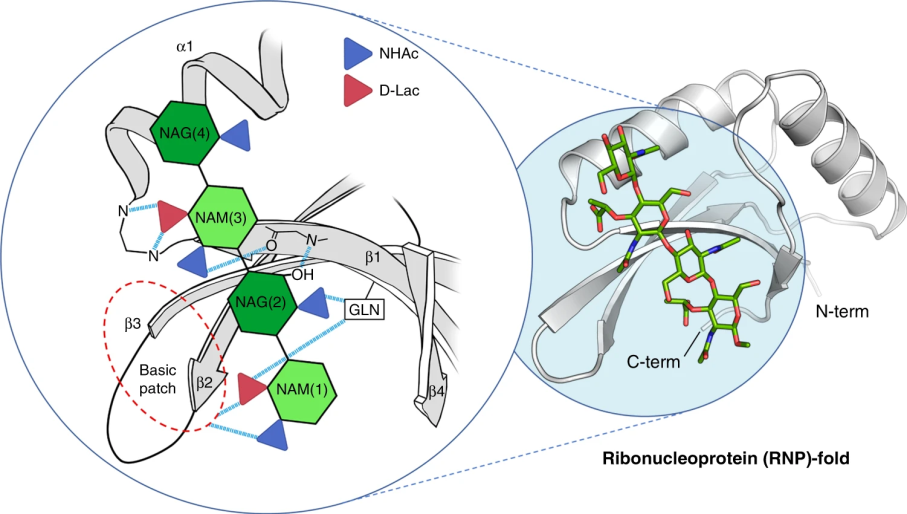 α1
NHAc
D-Lac
NAG(4)
N
NAM(3)
O
N
N
β1
OH
NAG(2)
GLN
β3
Basic
patch
β2
NAM(1)
β4
N-term
C-term
Ribonucleoprotein (RNP)-fold